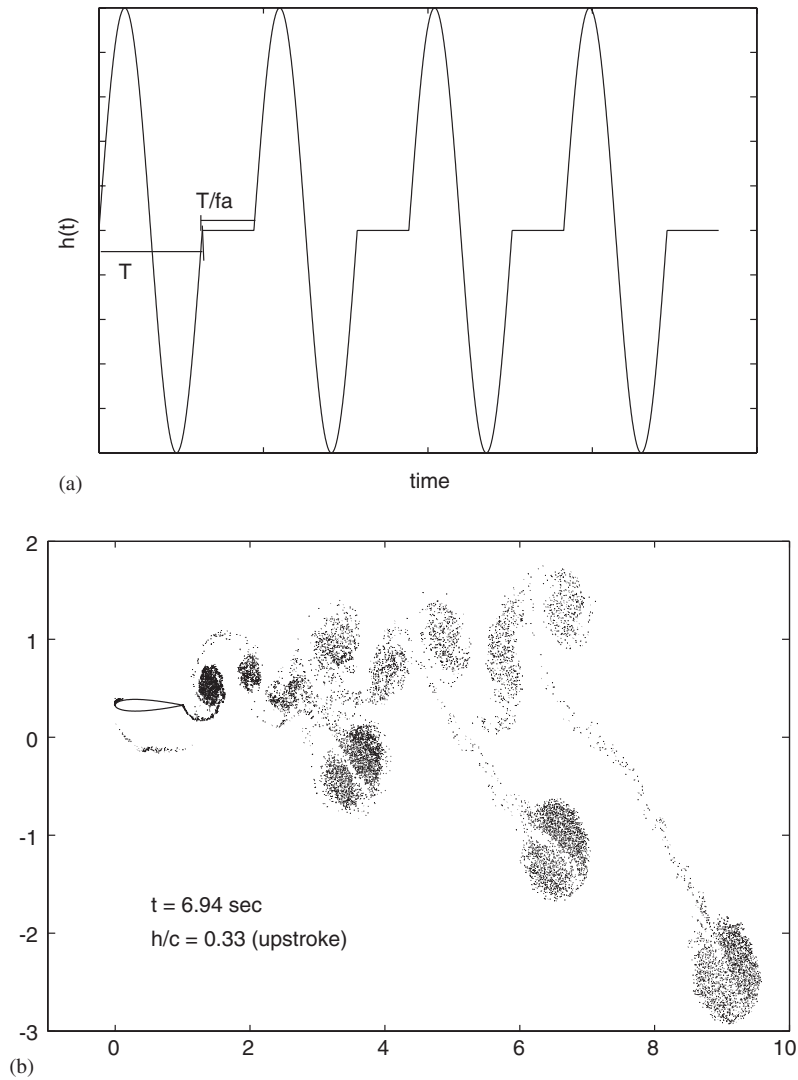 h(t)
T/fa
T
(a)
time
2
1
0
-1
-2
-3
t = 6.94 sec
h/c = 0.33 (upstroke)
0
2
4
6
8
10
(b)